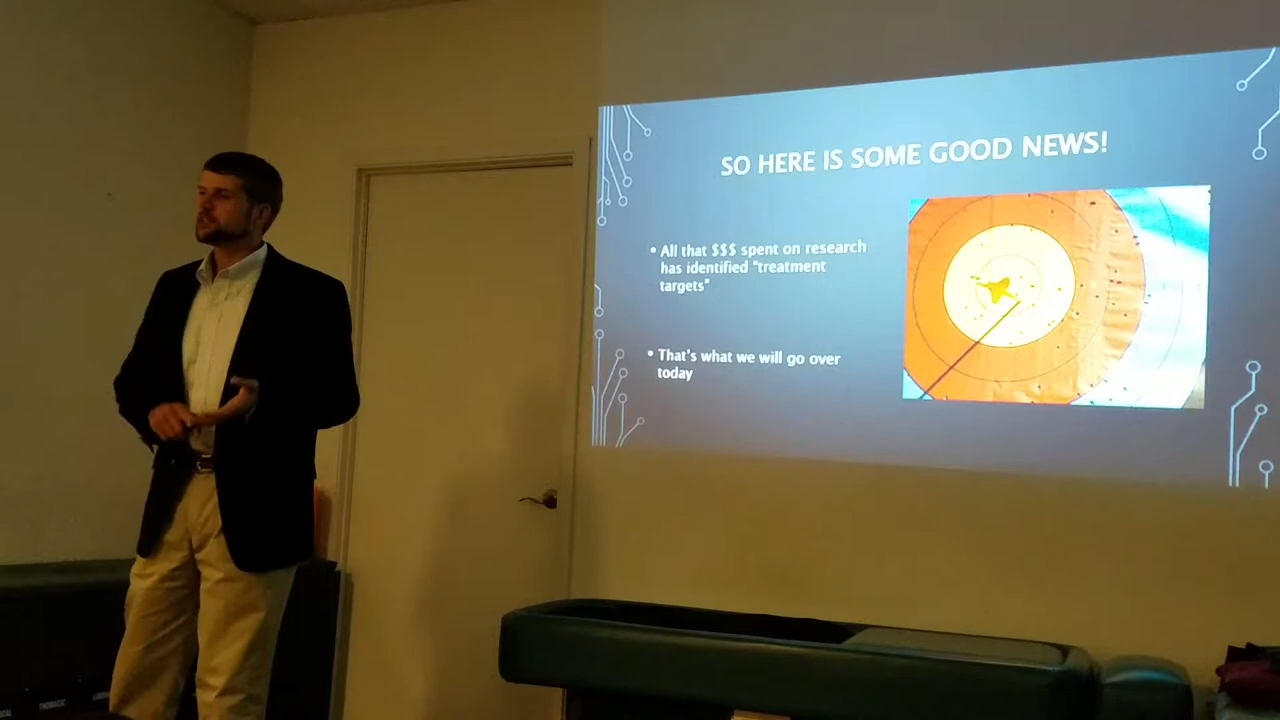 SO HERE IS SOME GOOD NEWS!
• All that $$$ spent on research
has identified "treatment
targets"
• That's what we will go over
today
THORACIC